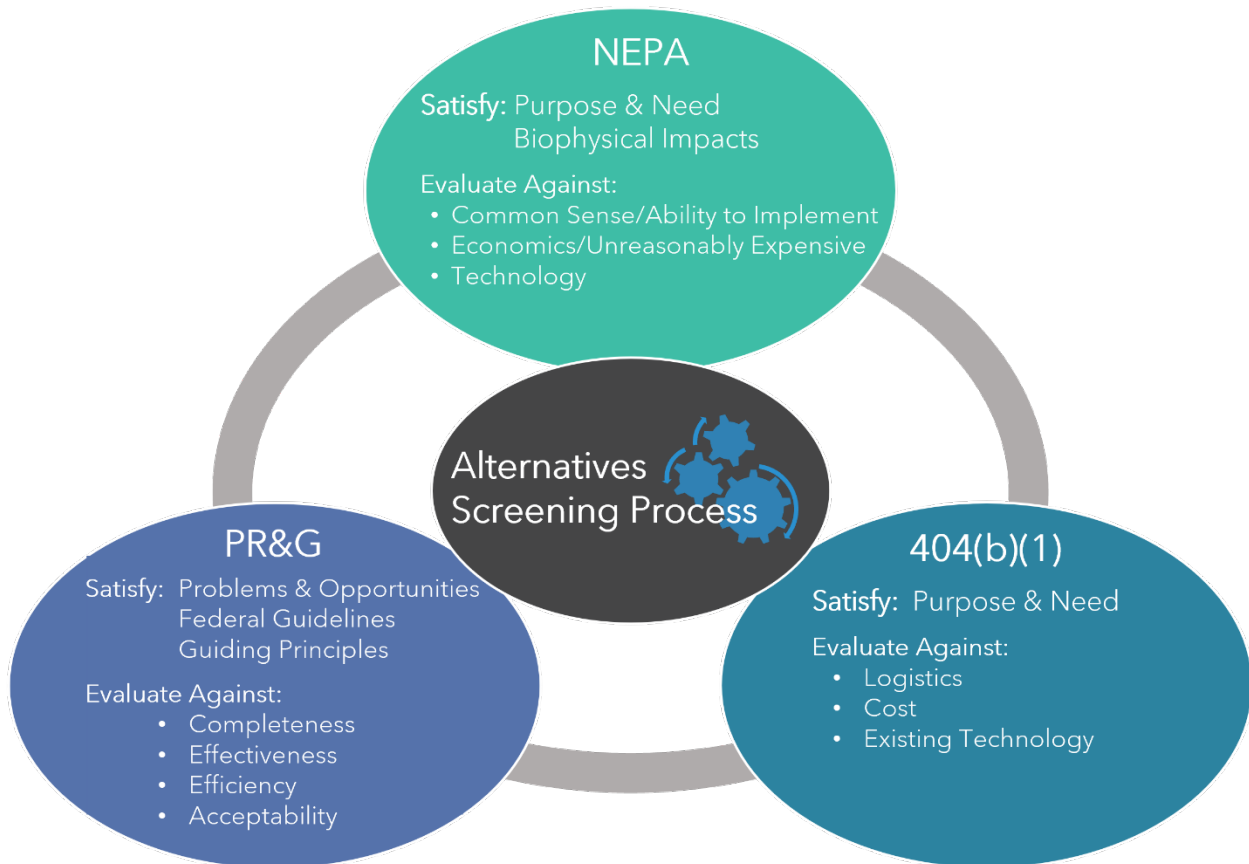 NEPA
Satisfy: Purpose & Need
Biophysical Impacts
Evaluate Against:
• Common Sense/Ability to Implement
• Economics/Unreasonably Expensive
• Technology
Alternatives
Screening Process
PR&G
Satisfy: Problems & Opportunities
Federal Guidelines
Guiding Principles
Evaluate Against:
• Completeness
• Effectiveness
• Efficiency
• Acceptability
404(b)(1)
Satisfy: Purpose & Need
Evaluate Against:
• Logistics
• Cost
• Existing Technology